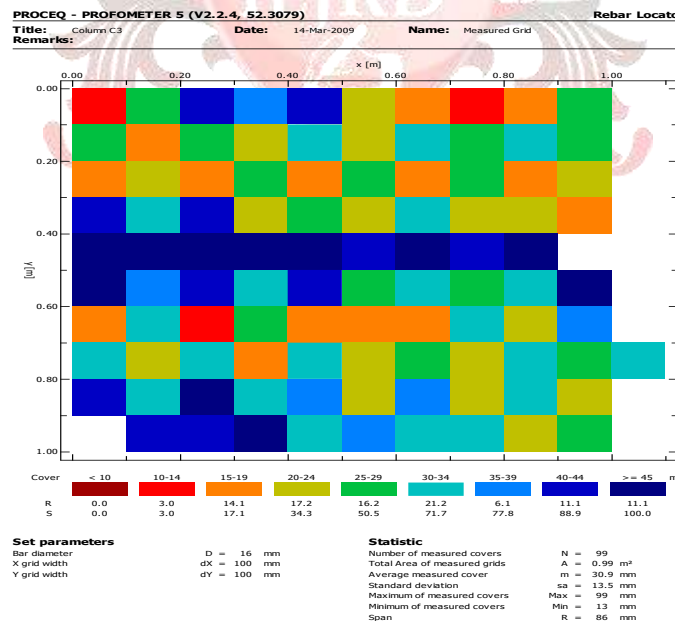 PROCEQ - PROFOMETER 5 (V2.2.4, 52.3079)
Title: Column C3 Date: 14-Mar-2009 Name: Measured Grid
Remarks:
x [m]
0.00 0.20 0.40 0.60 0.80 1.00
0.00
0.20
0.40
Y[m]
0.60
0.80
1.00
Cover < 10 10-14 15-19 20-24 25-29 30-34 35-39 40-44 >= 45
R 0.0 3.0 14.1 17.2 16.2 21.2 6.1 11.1 11.1
S 0.0 3.0 17.1 34.3 50.5 71.7 77.8 88.9 100.0
Set parameters Statistic
Bar diameter D = 16 mm Number of measured covers N = 99
X grid width dX = 100 mm Total Area of measured grids A = 0.99 m²
Y grid width dY = 100 mm Average measured cover m = 30.9 mm
Standard deviation sa = 13.5 mm
Maximum of measured covers Max = 99 mm
Minimum of measured covers Min = 13 mm
Span R = 86 mm